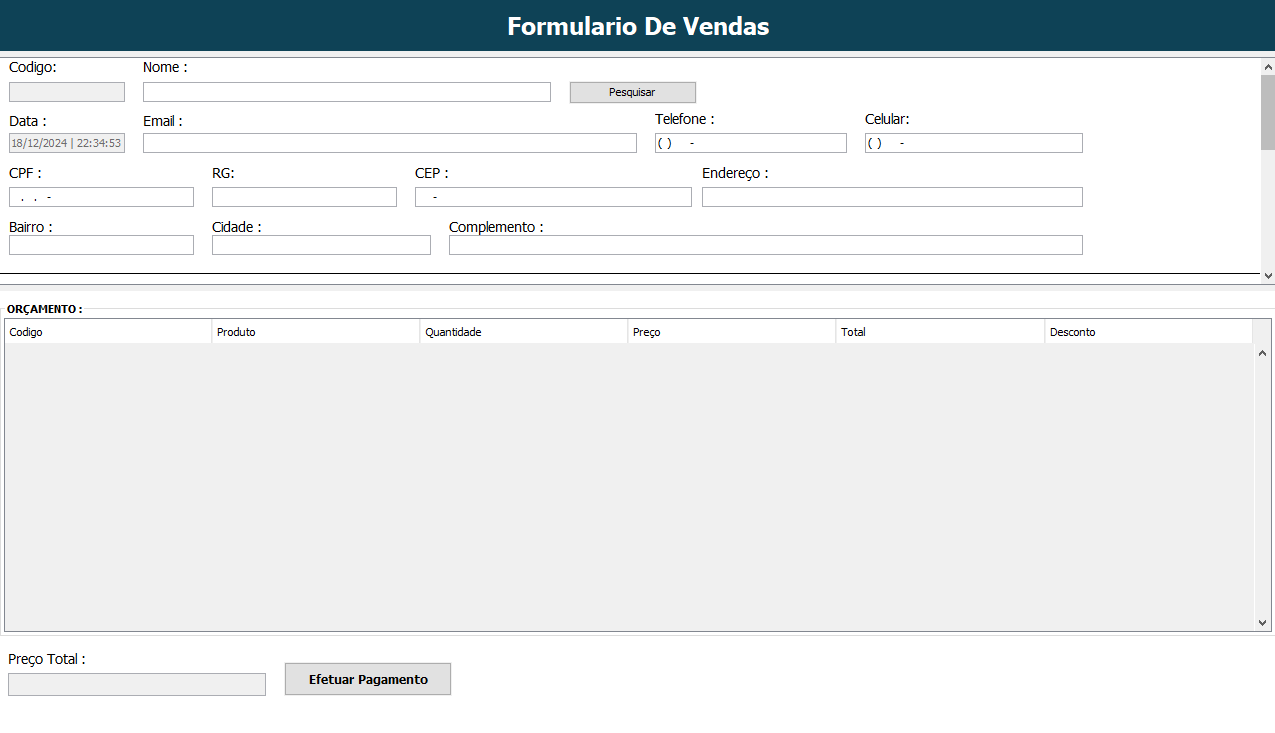 Formulario De Vendas
Codigo: Nome :
Pesquisar
Data : Email : Telefone : Celular:
18/12/2024 | 22:34:53 ( ) - ( ) -
CPF : RG: CEP : Endereço :
. . - -
Bairro : Cidade : Complemento :
ORÇAMENTO :
Codigo Produto Quantidade Preço Total Desconto
Preço Total :
Efetuar Pagamento